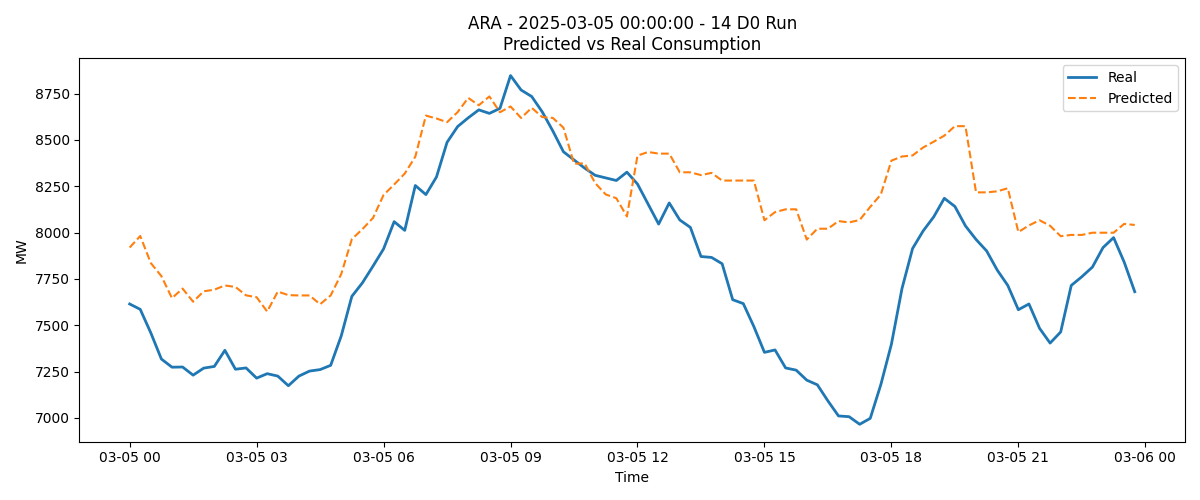 ARA - 2025-03-05 00:00:00 - 14 D0 Run
Predicted vs Real Consumption
Real
Predicted
MW
8750
8500
8250
8000
7750
7500
7250
7000
03-05 00
03-05 03
03-05 06
03-05 09
03-05 12
03-05 15
03-05 18
03-05 21
03-06 00
Time